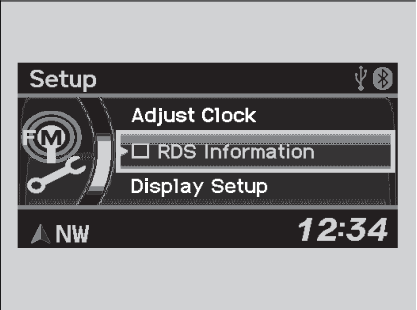 Setup
FM
Adjust Clock
RDS Information
Display Setup
NW
12:34